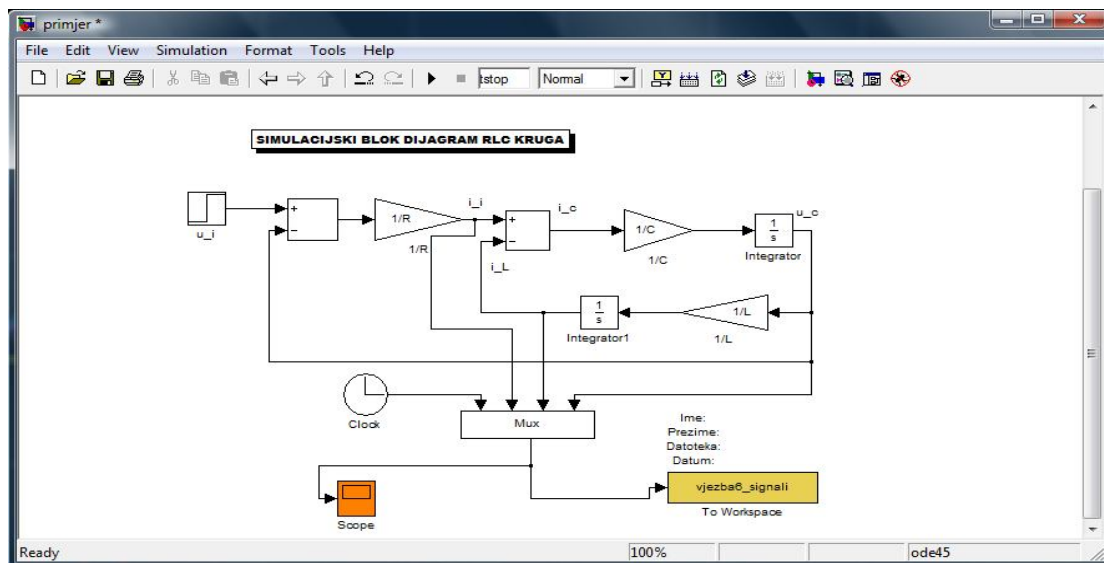 primjer *
File Edit View Simulation Format Tools Help
tstop Normal
SIMULACIJSKI BLOK DIJAGRAM RLC KRUGA
u_i
+
−
1/R
1/R
i_i
+
−
i_L
i_c
1/C
1/C
1
s
Integrator
u_c
1
s
Integrator1
1/L
1/L
Clock
Mux
Ime:
Prezime:
Datoteka:
Datum:
vjezba6_signali
To Workspace
Scope
Ready 100% ode45